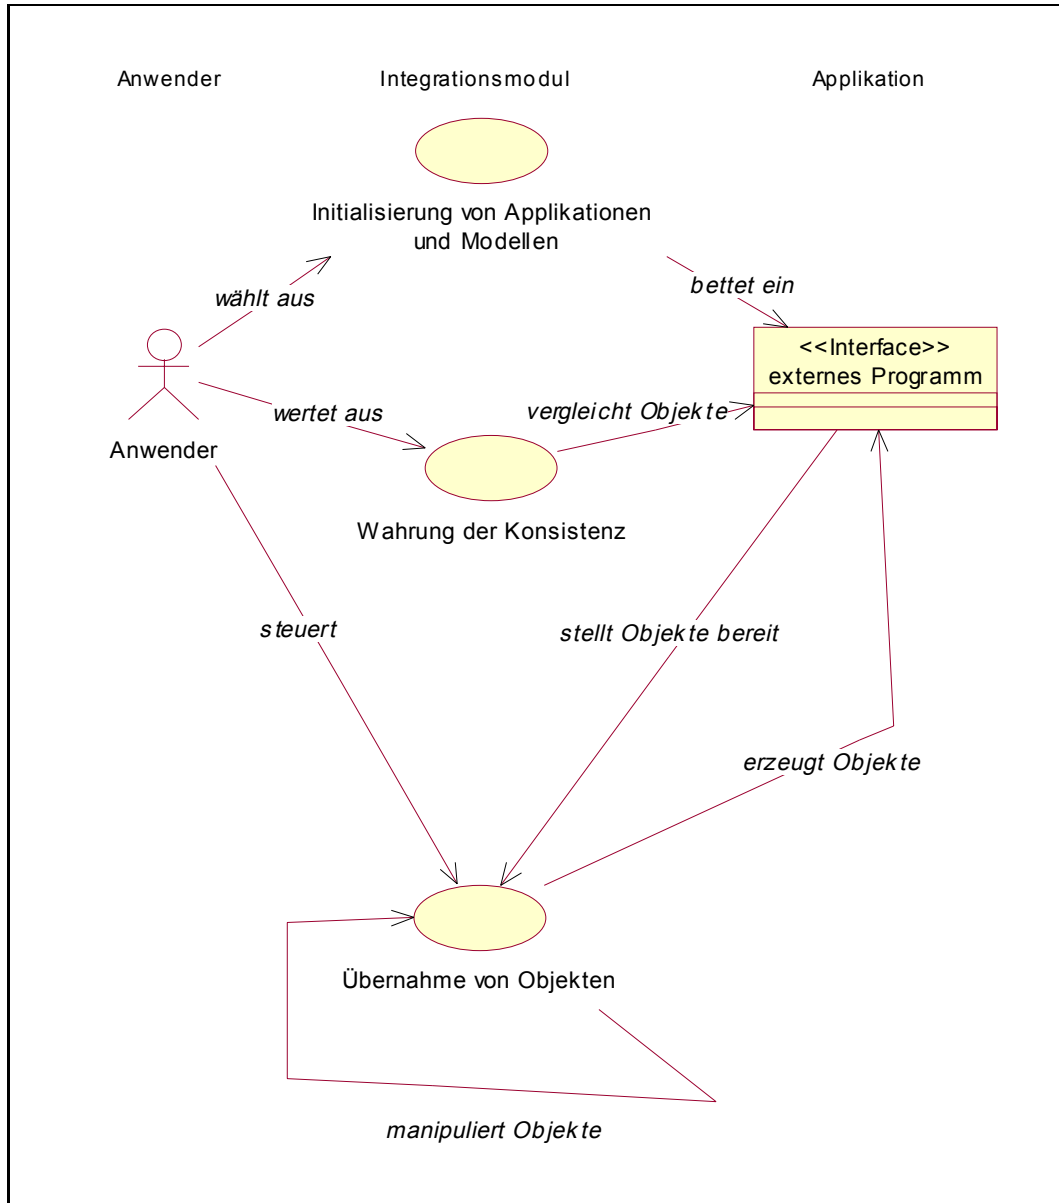 Anwender
Integrationsmodul
Applikation
Initialisierung von Applikationen
und Modellen
wählt aus
bettet ein
<<Interface>>
externes Programm
wertet aus
vergleicht Objekte
Anwender
Wahrung der Konsistenz
steuert
stellt Objekte bereit
erzeugt Objekte
Übernahme von Objekten
manipuliert Objekte